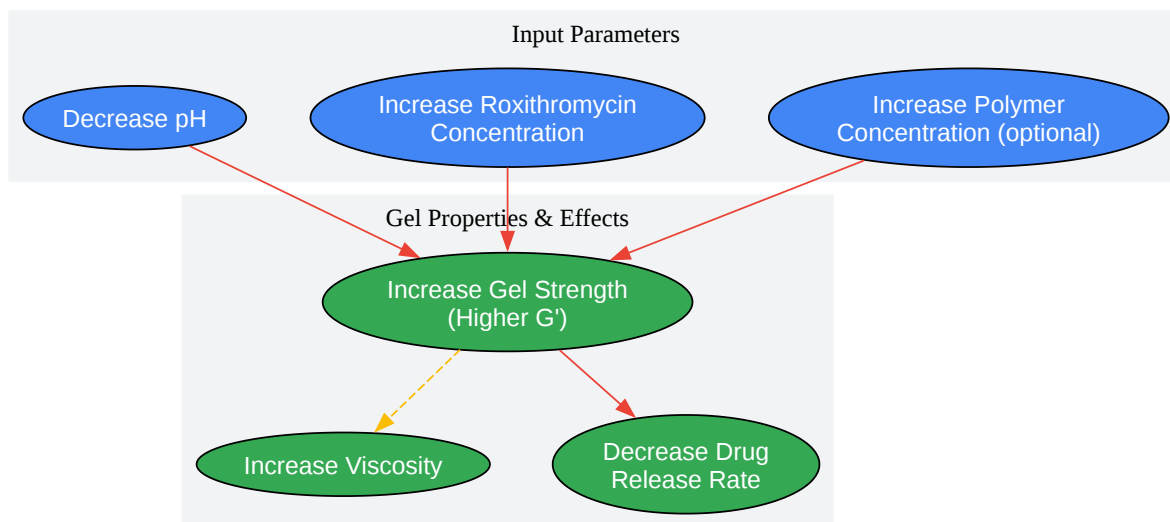 Input Parameters
Decrease pH
Increase Roxithromycin
Concentration
Increase Polymer
Concentration (optional)
Gel Properties & Effects
Increase Gel Strength
(Higher G')
Increase Viscosity
Decrease Drug
Release Rate